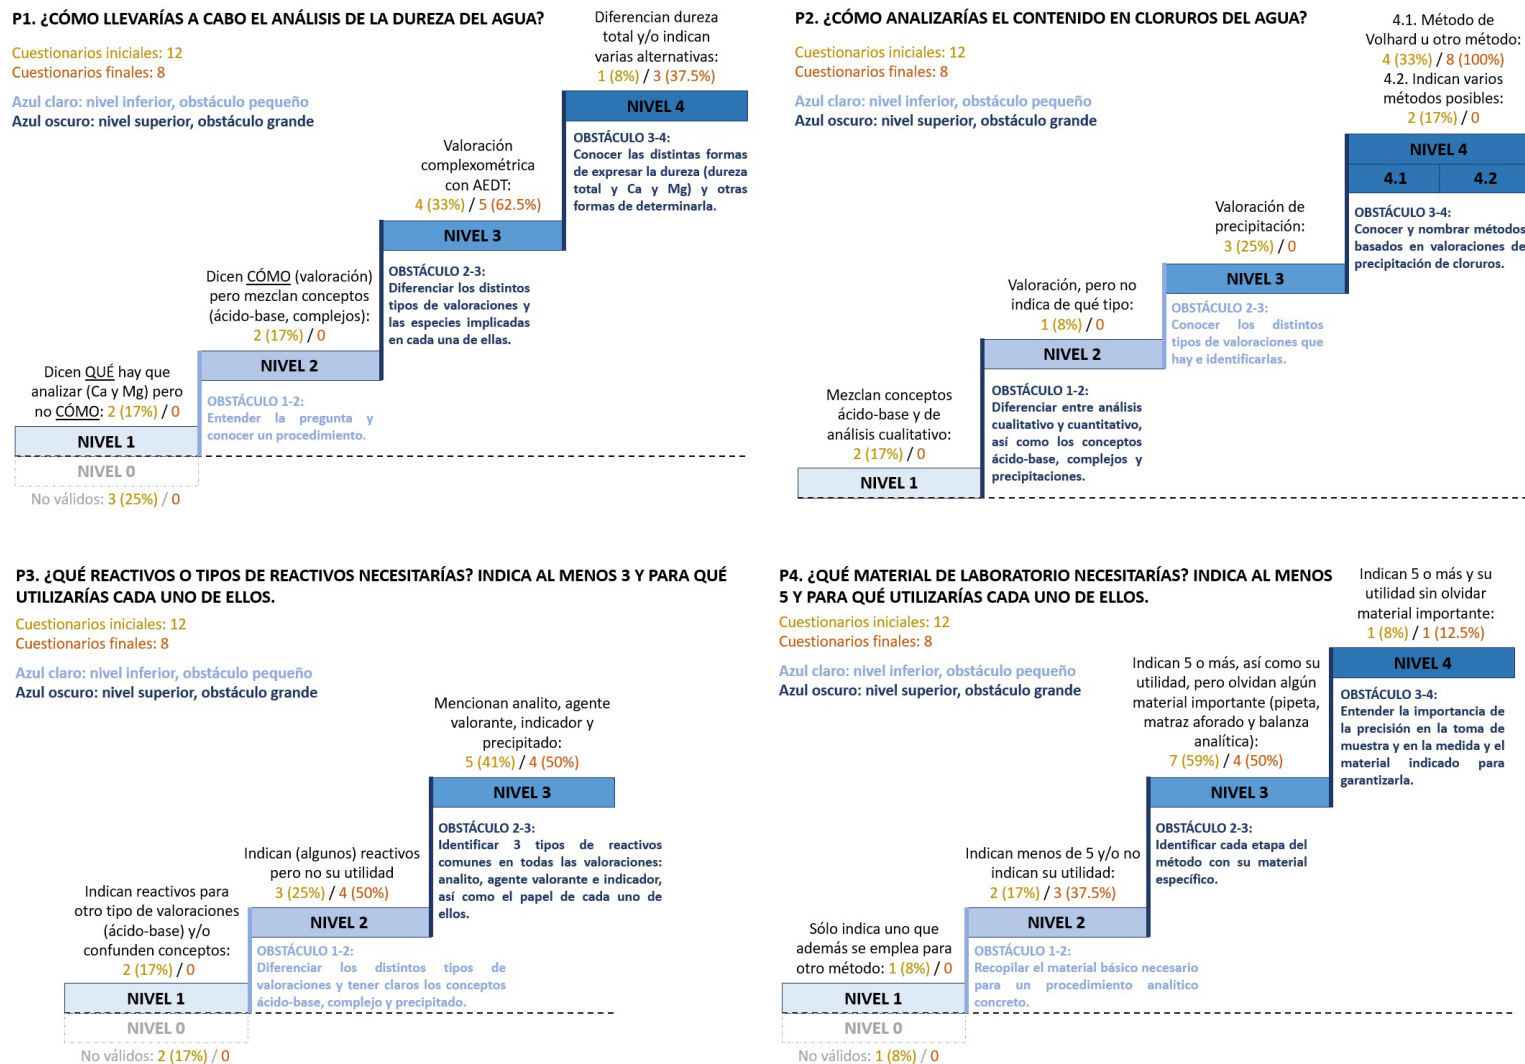 P1. ¿CÓMO LLEVARÍAS A CABO EL ANÁLISIS DE LA DUREZA DEL AGUA?
Cuestionarios iniciales: 12
Cuestionarios finales: 8
Azul claro: nivel inferior, obstáculo pequeño
Azul oscuro: nivel superior, obstáculo grande
Diferencian dureza
total y/o indican
varias alternativas:
1 (8%) / 3 (37.5%)
NIVEL 4
OBSTÁCULO 3-4:
Conocer las distintas formas
de expresar la dureza (dureza
total y Ca y Mg) y otras
formas de determinarla.
Valoración
complexométrica
con AEDT:
4 (33%) / 5 (62.5%)
NIVEL 3
OBSTÁCULO 2-3:
Diferenciar los distintos
tipos de valoraciones y
las especies implicadas
en cada una de ellas.
Dicen CÓMO (valoración)
pero mezclan conceptos
(ácido-base, complejos):
2 (17%) / 0
NIVEL 2
OBSTÁCULO 1-2:
Entender la pregunta y
conocer un procedimiento.
Dicen QUÉ hay que
analizar (Ca y Mg) pero
no CÓMO: 2 (17%) / 0
NIVEL 1
NIVEL 0
No válidos: 3 (25%) / 0
P2. ¿CÓMO ANALIZARÍAS EL CONTENIDO EN CLORUROS DEL AGUA?
Cuestionarios iniciales: 12
Cuestionarios finales: 8
Azul claro: nivel inferior, obstáculo pequeño
Azul oscuro: nivel superior, obstáculo grande
4.1. Método de
Volhard u otro método:
4 (33%) / 8 (100%)
4.2. Indican varios
métodos posibles:
2 (17%) / 0
NIVEL 4
4.1 4.2
OBSTÁCULO 3-4:
Conocer y nombrar métodos
basados en valoraciones de
precipitación de cloruros.
Valoración de
precipitación:
3 (25%) / 0
NIVEL 3
OBSTÁCULO 2-3:
Conocer los distintos
tipos de valoraciones que
hay e identificarlas.
Valoración, pero no
indica de qué tipo:
1 (8%) / 0
NIVEL 2
OBSTÁCULO 1-2:
Diferenciar entre análisis
cualitativo y cuantitativo,
así como los conceptos
ácido-base, complejos y
precipitaciones.
Mezclan conceptos
ácido-base y de
análisis cualitativo:
2 (17%) / 0
NIVEL 1
P3. ¿QUÉ REACTIVOS O TIPOS DE REACTIVOS NECESITARÍAS? INDICA AL MENOS 3 Y PARA QUÉ
UTILIZARÍAS CADA UNO DE ELLOS.
Cuestionarios iniciales: 12
Cuestionarios finales: 8
Azul claro: nivel inferior, obstáculo pequeño
Azul oscuro: nivel superior, obstáculo grande
Mencionan analito, agente
valorante, indicador y
precipitado:
5 (41%) / 4 (50%)
NIVEL 3
OBSTÁCULO 2-3:
Identificar 3 tipos de reactivos
comunes en todas las valoraciones:
analito, agente valorante e indicador,
así como el papel de cada uno de
ellos.
Indican (algunos) reactivos
pero no su utilidad
3 (25%) / 4 (50%)
NIVEL 2
OBSTÁCULO 1-2:
Diferenciar los distintos tipos de
valoraciones y tener claros los conceptos
ácido-base, complejo y precipitado.
Indican reactivos para
otro tipo de valoraciones
(ácido-base) y/o
confunden conceptos:
2 (17%) / 0
NIVEL 1
NIVEL 0
No válidos: 2 (17%) / 0
P4. ¿QUÉ MATERIAL DE LABORATORIO NECESITARÍAS? INDICA AL MENOS
5 Y PARA QUÉ UTILIZARÍAS CADA UNO DE ELLOS.
Cuestionarios iniciales: 12
Cuestionarios finales: 8
Azul claro: nivel inferior, obstáculo pequeño
Azul oscuro: nivel superior, obstáculo grande
Indican 5 o más y su
utilidad sin olvidar
material importante:
1 (8%) / 1 (12.5%)
NIVEL 4
OBSTÁCULO 3-4:
Entender la importancia de
la precisión en la toma de
muestra y en la medida y el
material indicado para
garantizarla.
Indican 5 o más, así como su
utilidad, pero olvidan algún
material importante (pipeta,
matraz aforado y balanza
analítica):
7 (59%) / 4 (50%)
NIVEL 3
OBSTÁCULO 2-3:
Identificar cada etapa del
método con su material
específico.
Indican menos de 5 y/o no
indican su utilidad:
2 (17%) / 3 (37.5%)
NIVEL 2
OBSTÁCULO 1-2:
Recopilar el material básico necesario
para un procedimiento analítico
concreto.
Sólo indica uno que
además se emplea para
otro método: 1 (8%) / 0
NIVEL 1
NIVEL 0
No válidos: 1 (8%) / 0